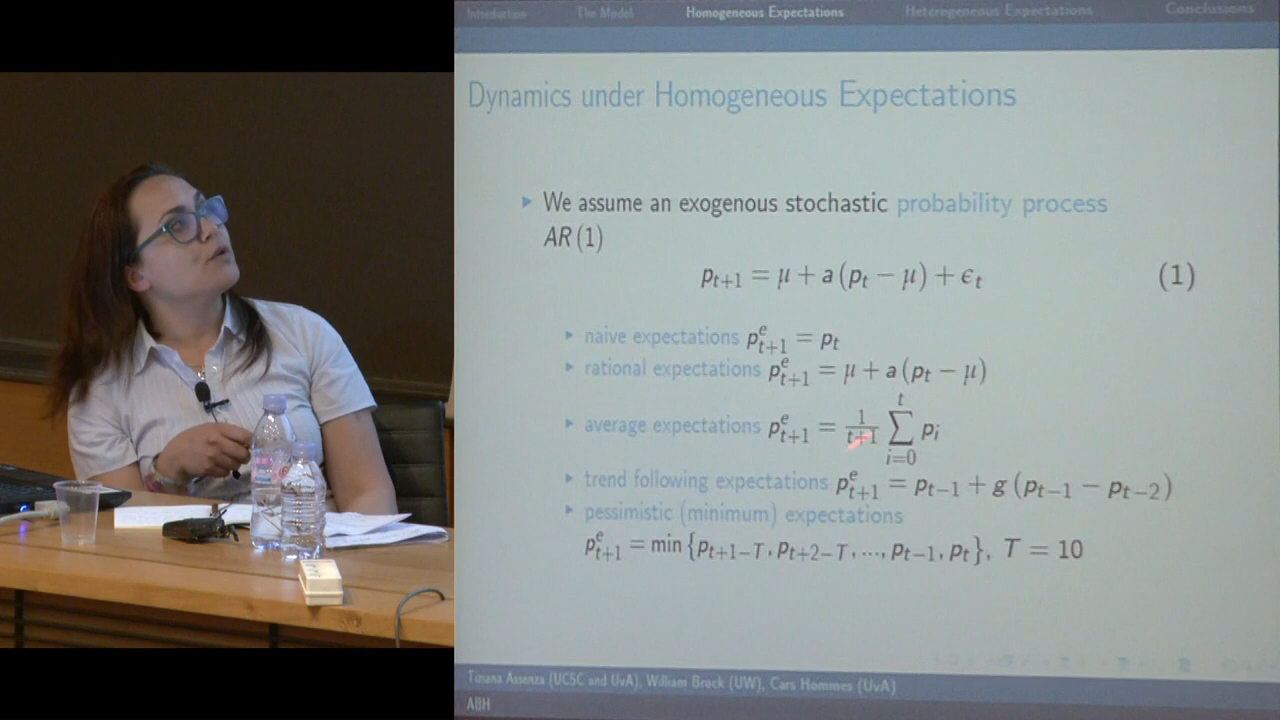 Introduction The Model Homogeneous Expectations Heterogeneous Expectations Conclusions
Dynamics under Homogeneous Expectations
We assume an exogenous stochastic probability process
AR(1)
p_{t+1} = μ + a(p_t − μ) + ϵ_t (1)
naive expectations p^e_{t+1} = p_t
rational expectations p^e_{t+1} = μ + a(p_t − μ)
average expectations p^e_{t+1} = \frac{1}{t+1} \sum_{i=0}^{t} p_i
trend following expectations p^e_{t+1} = p_{t−1} + g(p_{t−1} − p_{t−2})
pessimistic (minimum) expectations
p^e_{t+1} = min{p_{t+1−T}, p_{t+2−T}, ..., p_{t−1}, p_t}, T = 10
Tiziana Assenza (UCSC and UvA), William Brock (UW), Cars Hommes (UvA)
ABH